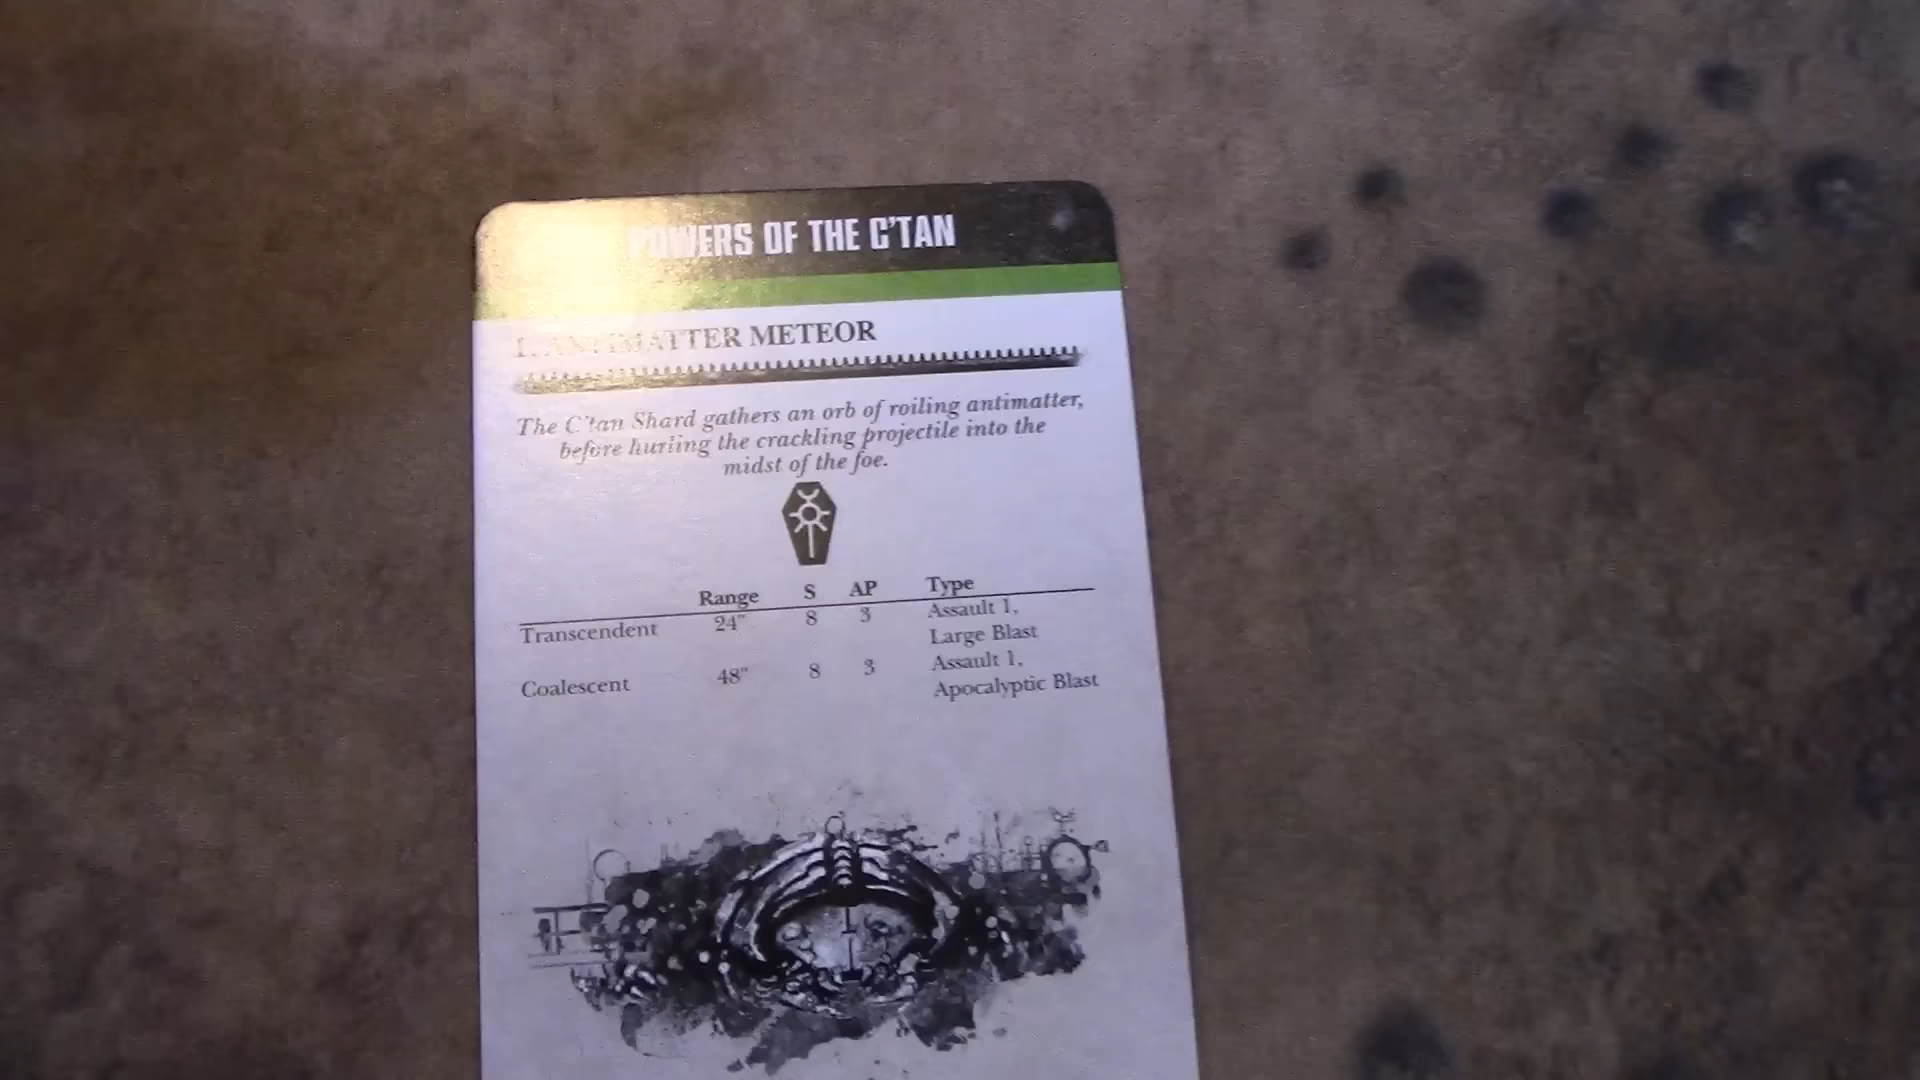 POWERS OF THE C'TAN
1. ANTIMATTER METEOR
The C'tan Shard gathers an orb of roiling antimatter,
before hurling the crackling projectile into the
midst of the foe.
Range S AP Type
Transcendent 24" 8 3 Assault 1,
Large Blast
Coalescent 48" 8 3 Assault 1,
Apocalyptic Blast